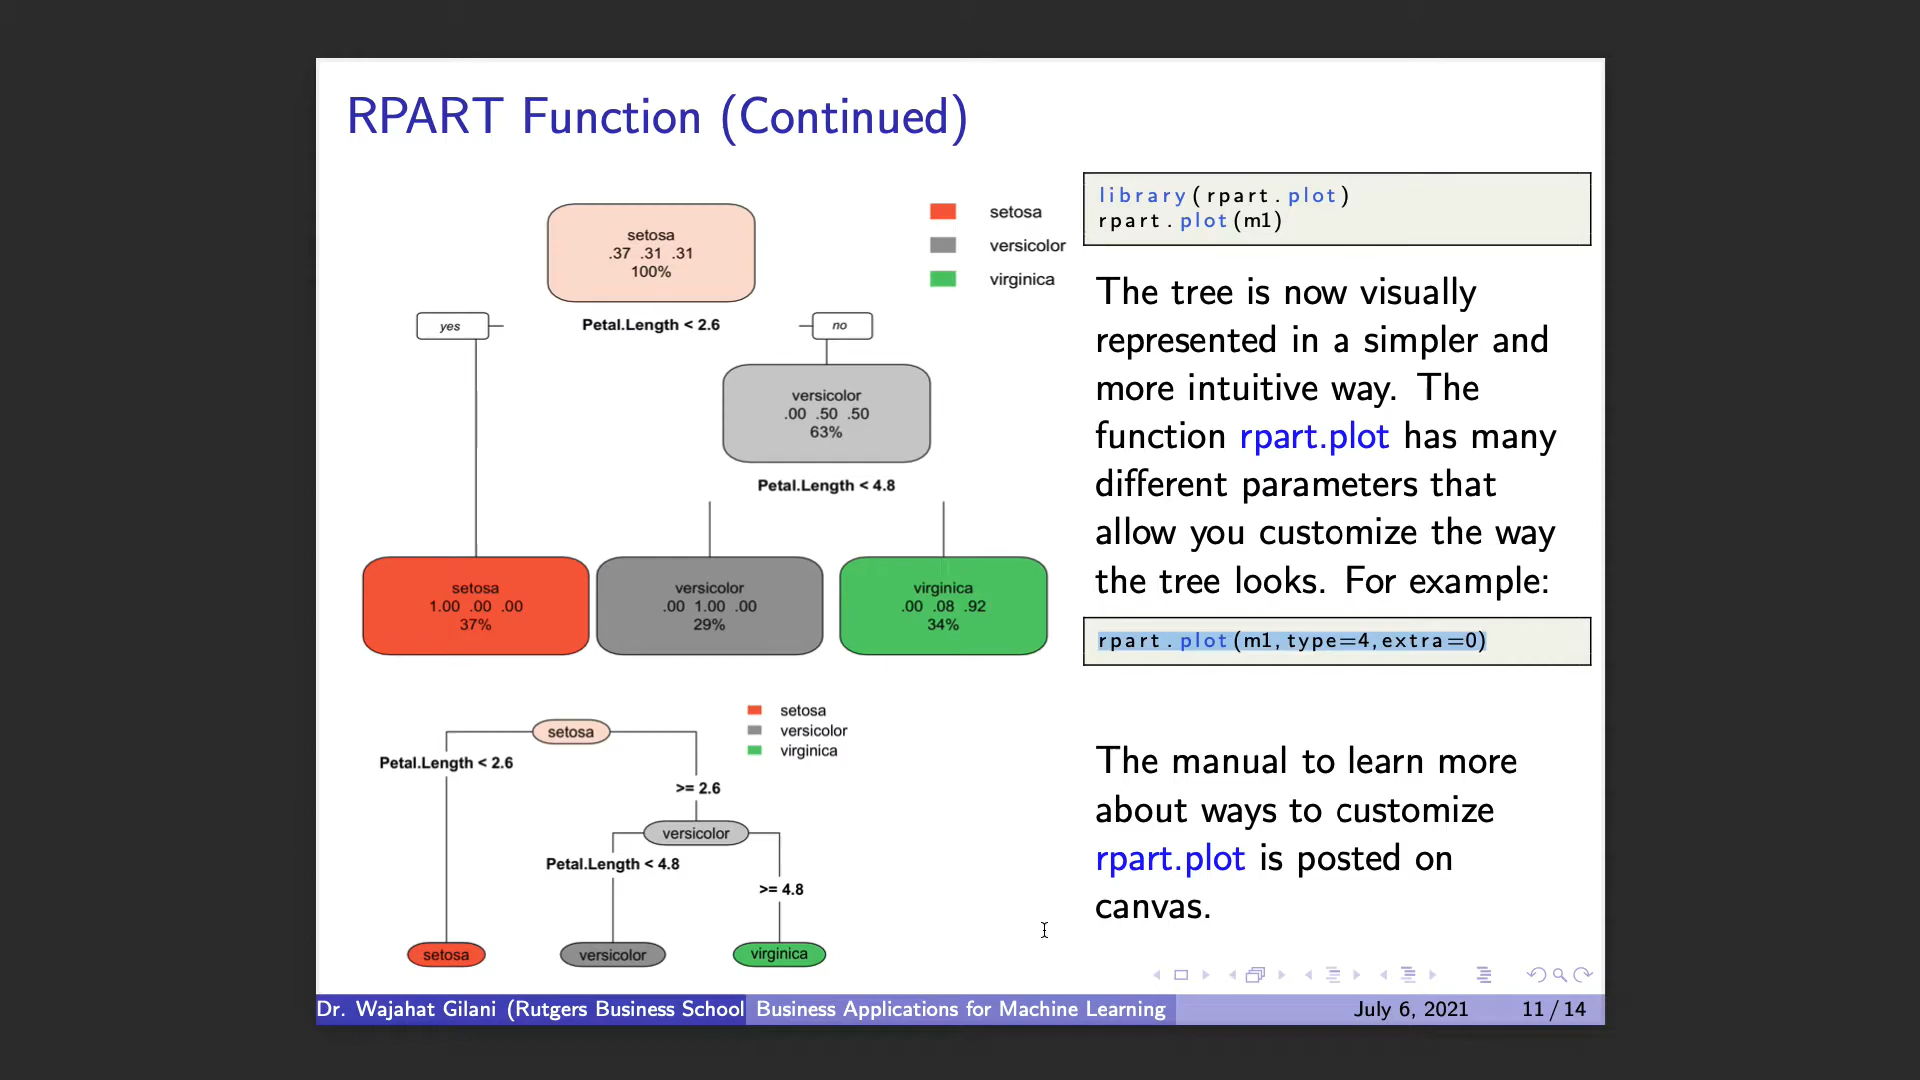 RPART Function (Continued)
setosa
.37 .31 .31
100%
setosa
versicolor
virginica
yes
Petal.Length < 2.6
no
versicolor
.00 .50 .50
63%
Petal.Length < 4.8
setosa
1.00 .00 .00
37%
versicolor
.00 1.00 .00
29%
virginica
.00 .08 .92
34%
setosa
setosa
versicolor
virginica
Petal.Length < 2.6
>= 2.6
versicolor
Petal.Length < 4.8
>= 4.8
setosa
versicolor
virginica
library(rpart.plot)
rpart.plot(m1)
The tree is now visually
represented in a simpler and
more intuitive way. The
function rpart.plot has many
different parameters that
allow you customize the way
the tree looks. For example:
rpart.plot(m1,type=4,extra=0)
The manual to learn more
about ways to customize
rpart.plot is posted on
canvas.
Dr. Wajahat Gilani (Rutgers Business School
Business Applications for Machine Learning
July 6, 2021
11 / 14